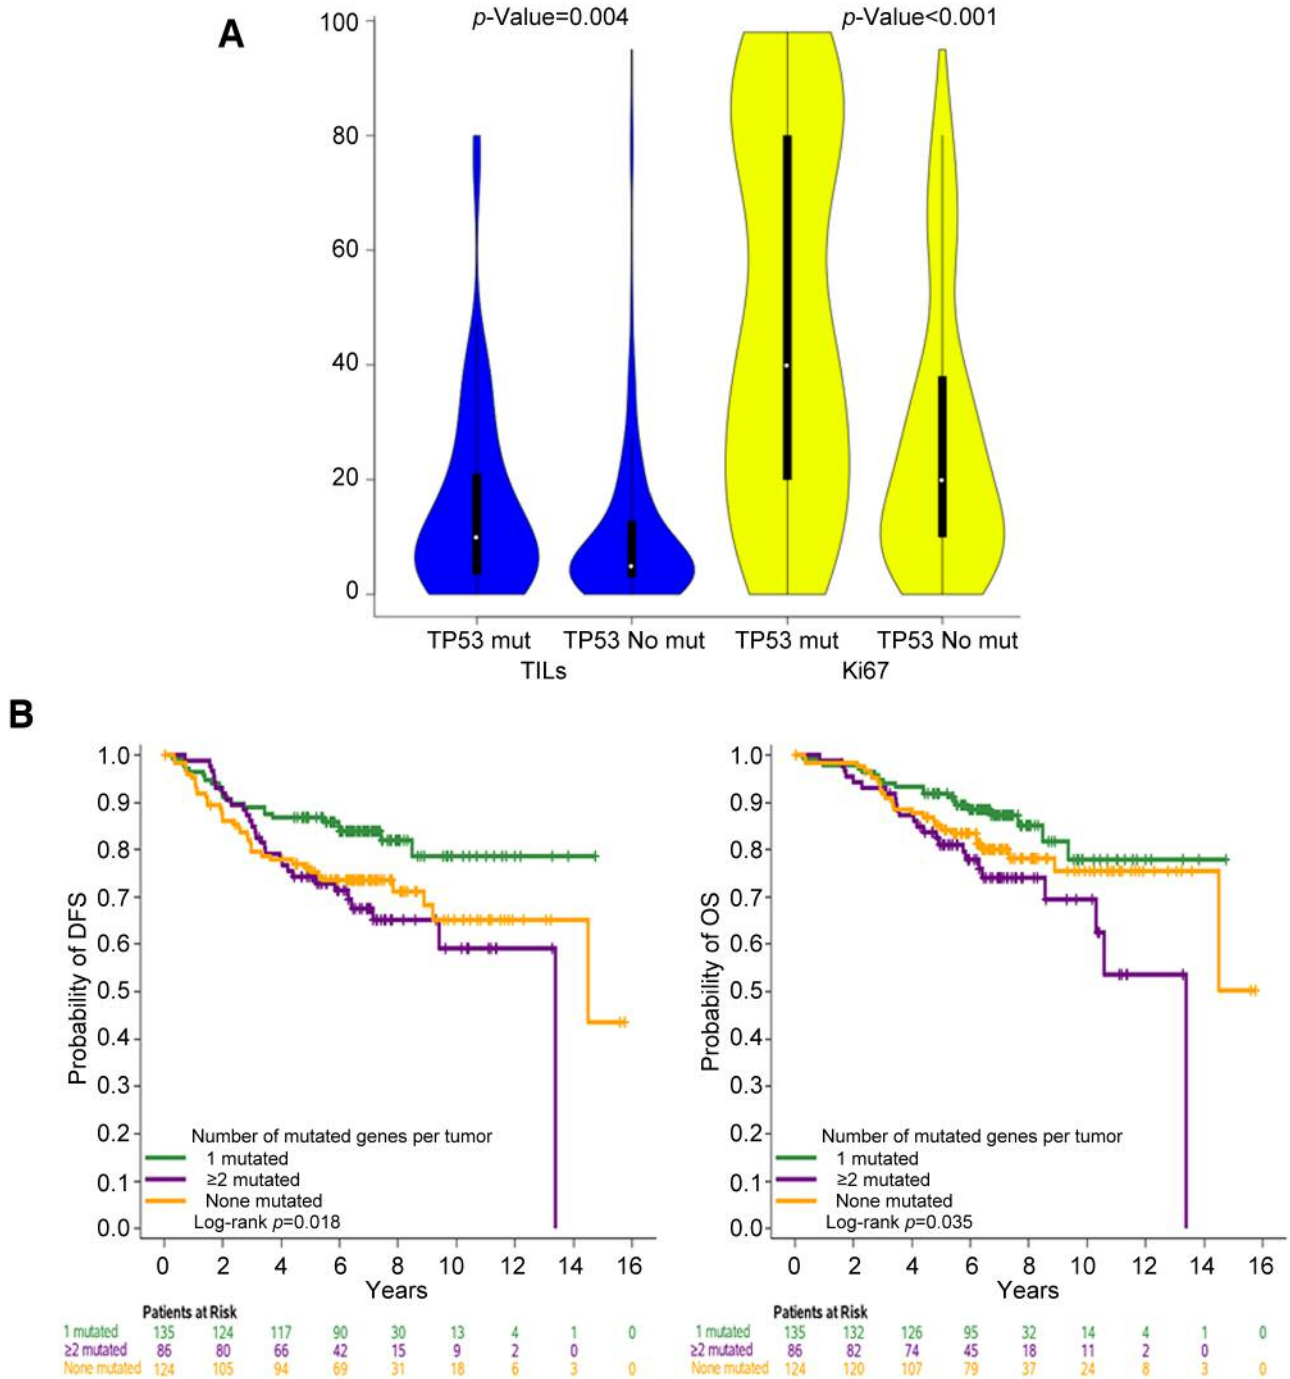 A
p-Value=0.004 p-Value<0.001
100
80
60
40
20
0
TP53 mut TP53 No mut TP53 mut TP53 No mut
TILs Ki67
B
Probability of DFS
1.0
0.9
0.8
0.7
0.6
0.5
0.4
0.3
0.2
0.1
0.0
Number of mutated genes per tumor
1 mutated
≥2 mutated
None mutated
Log-rank p=0.018
0 2 4 6 8 10 12 14 16
Years
Patients at Risk
1 mutated 135 124 117 90 30 13 4 1 0
≥2 mutated 86 80 66 42 15 9 2 0
None mutated 124 105 94 69 31 18 6 3 0
Probability of OS
1.0
0.9
0.8
0.7
0.6
0.5
0.4
0.3
0.2
0.1
0.0
Number of mutated genes per tumor
1 mutated
≥2 mutated
None mutated
Log-rank p=0.035
0 2 4 6 8 10 12 14 16
Years
Patients at Risk
1 mutated 135 132 126 95 32 14 4 1 0
≥2 mutated 86 82 74 45 18 11 2 0
None mutated 124 120 107 79 37 24 8 3 0